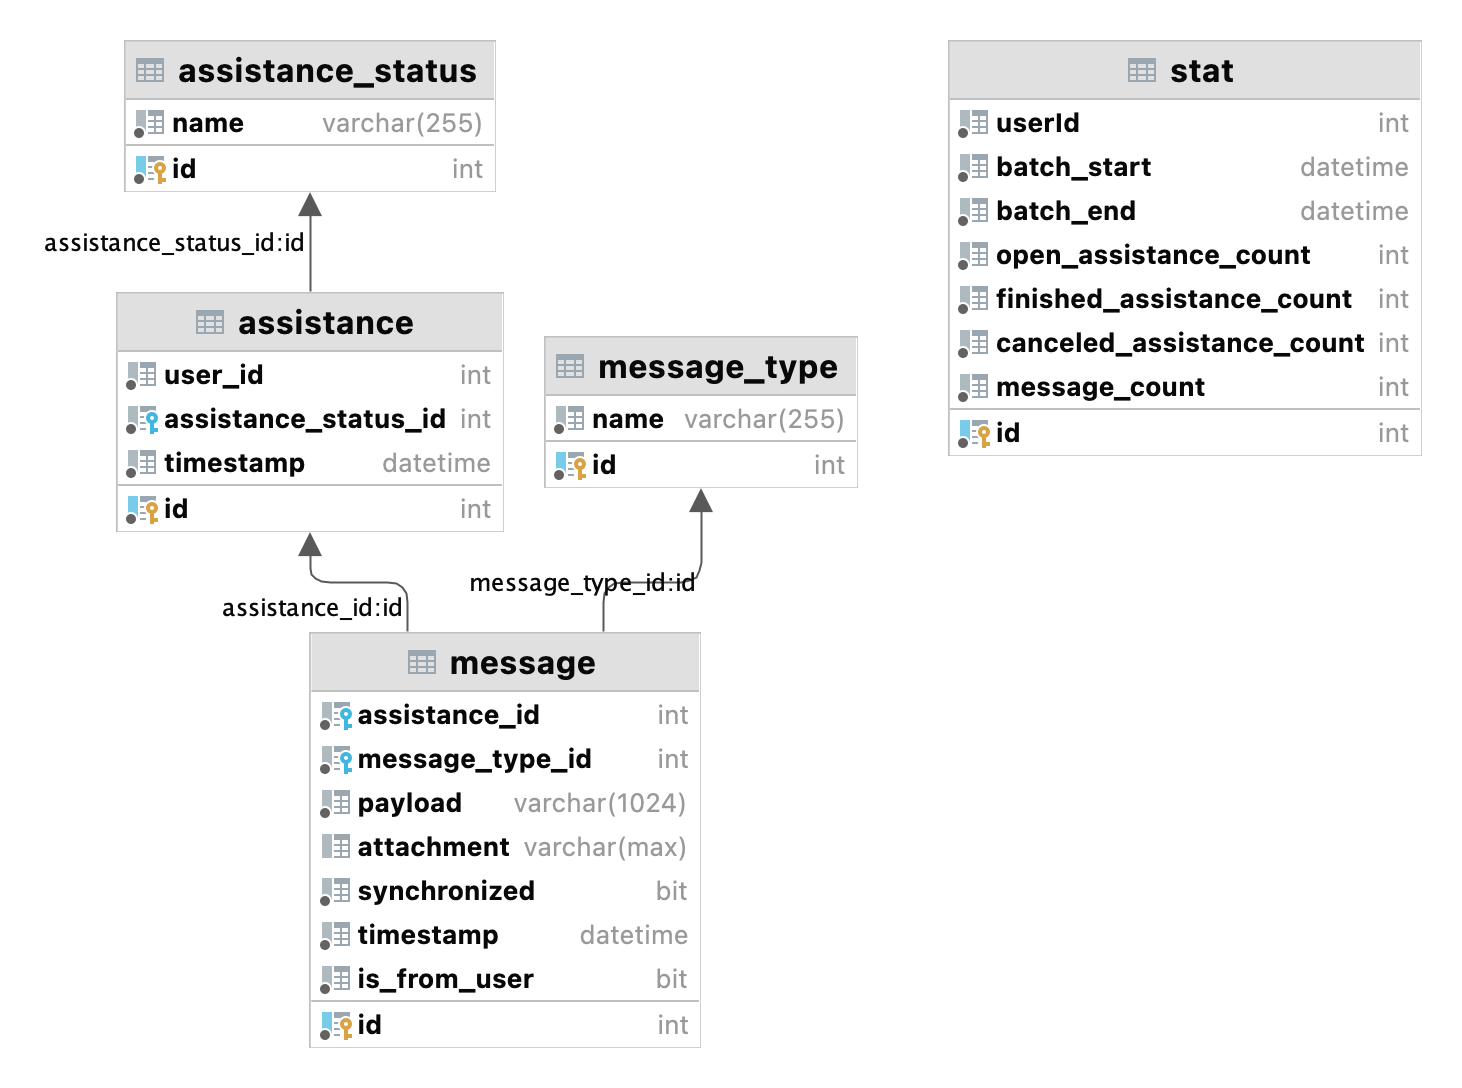 assistance_status
name varchar(255)
id int
assistance_status_id:id
assistance
user_id int
assistance_status_id int
timestamp datetime
id int
message_type
name varchar(255)
id int
assistance_id:id
message_type_id:id
message
assistance_id int
message_type_id int
payload varchar(1024)
attachment varchar(max)
synchronized bit
timestamp datetime
is_from_user bit
id int
stat
userId int
batch_start datetime
batch_end datetime
open_assistance_count int
finished_assistance_count int
canceled_assistance_count int
message_count int
id int